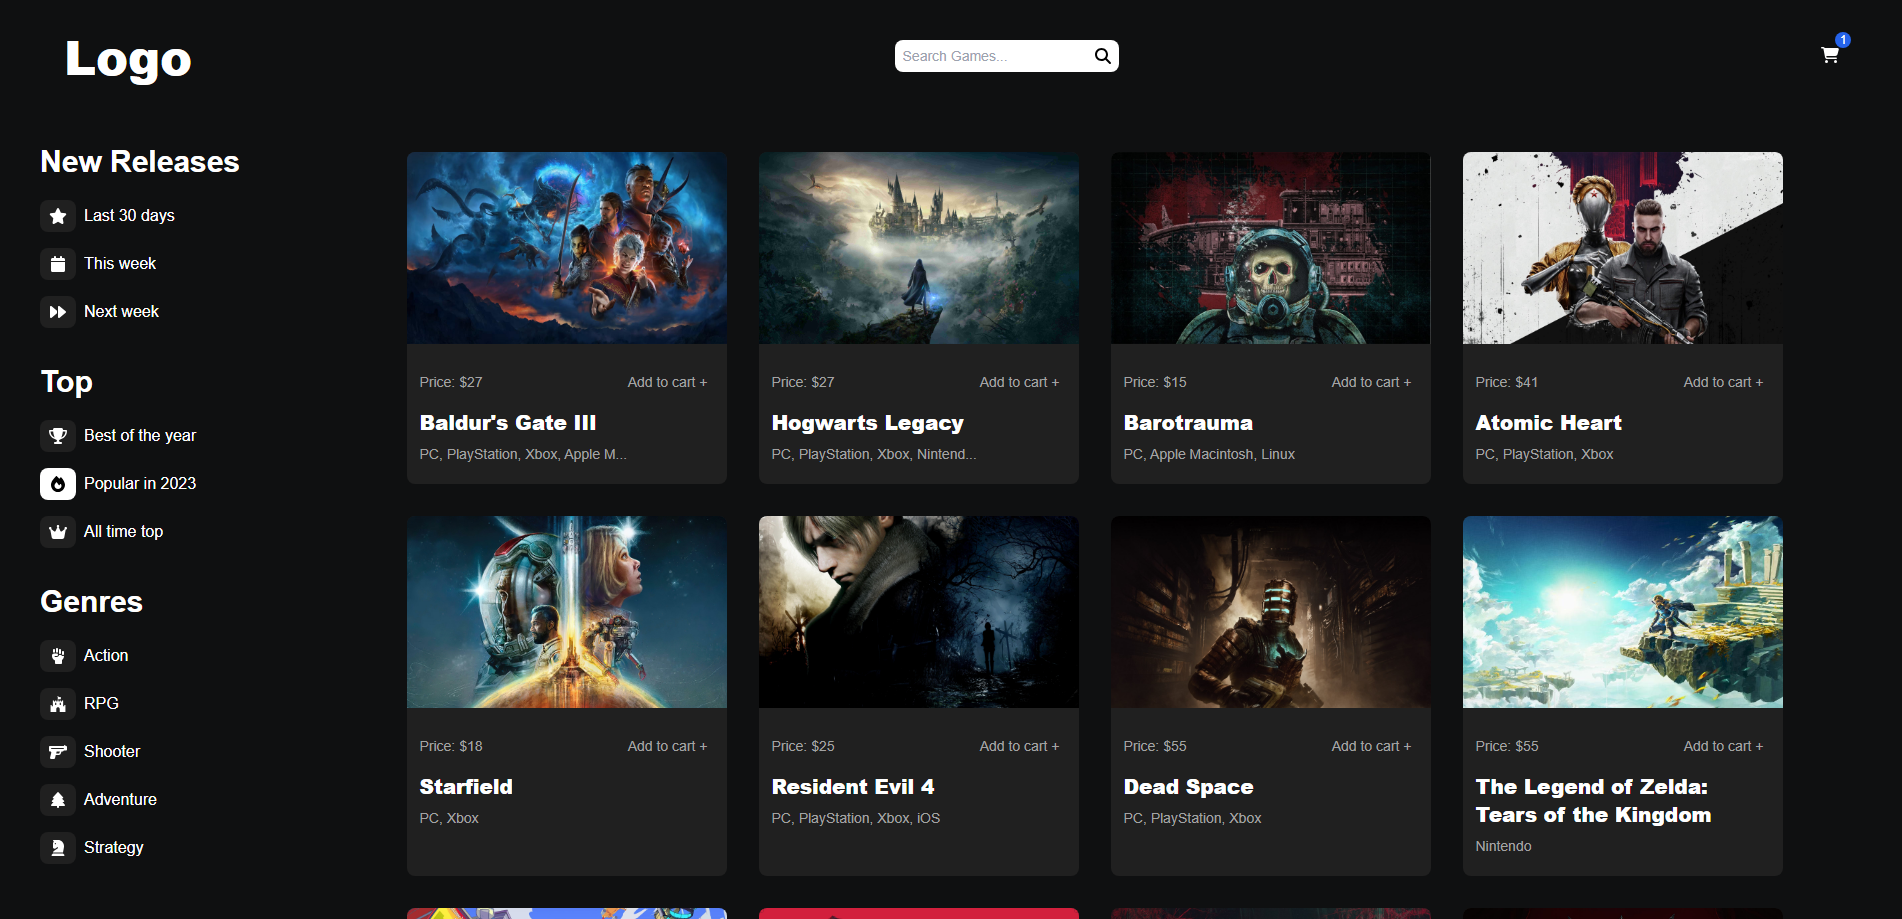 Logo
Search Games...
1
New Releases
Last 30 days
This week
Next week
Top
Best of the year
Popular in 2023
All time top
Genres
Action
RPG
Shooter
Adventure
Strategy
Price: $27 Add to cart +
Baldur's Gate III
PC, PlayStation, Xbox, Apple M...
Price: $27 Add to cart +
Hogwarts Legacy
PC, PlayStation, Xbox, Nintend...
Price: $15 Add to cart +
Barotrauma
PC, Apple Macintosh, Linux
Price: $41 Add to cart +
Atomic Heart
PC, PlayStation, Xbox
Price: $18 Add to cart +
Starfield
PC, Xbox
Price: $25 Add to cart +
Resident Evil 4
PC, PlayStation, Xbox, iOS
Price: $55 Add to cart +
Dead Space
PC, PlayStation, Xbox
Price: $55 Add to cart +
The Legend of Zelda:
Tears of the Kingdom
Nintendo